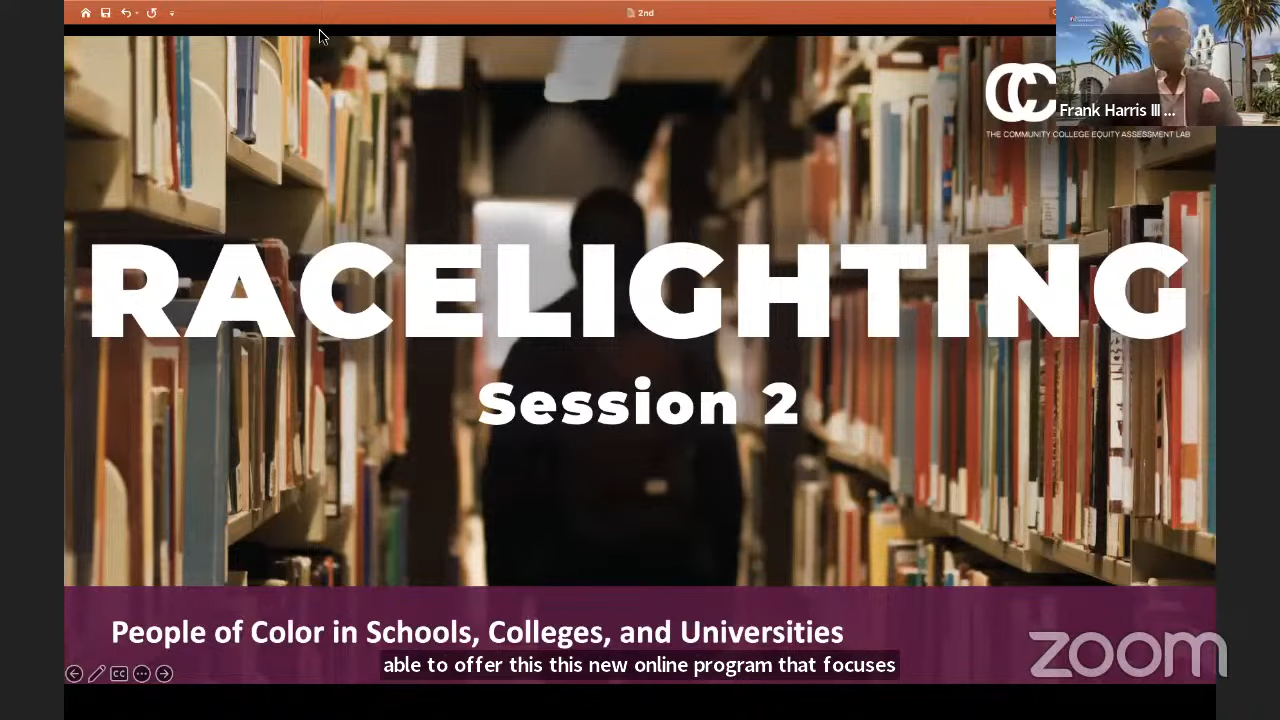 2nd
CC
Frank Harris III ...
THE COMMUNITY COLLEGE EQUITY ASSESSMENT LAB
RACELIGHTING
Session 2
People of Color in Schools, Colleges, and Universities
able to offer this this new online program that focuses
CC
zoom